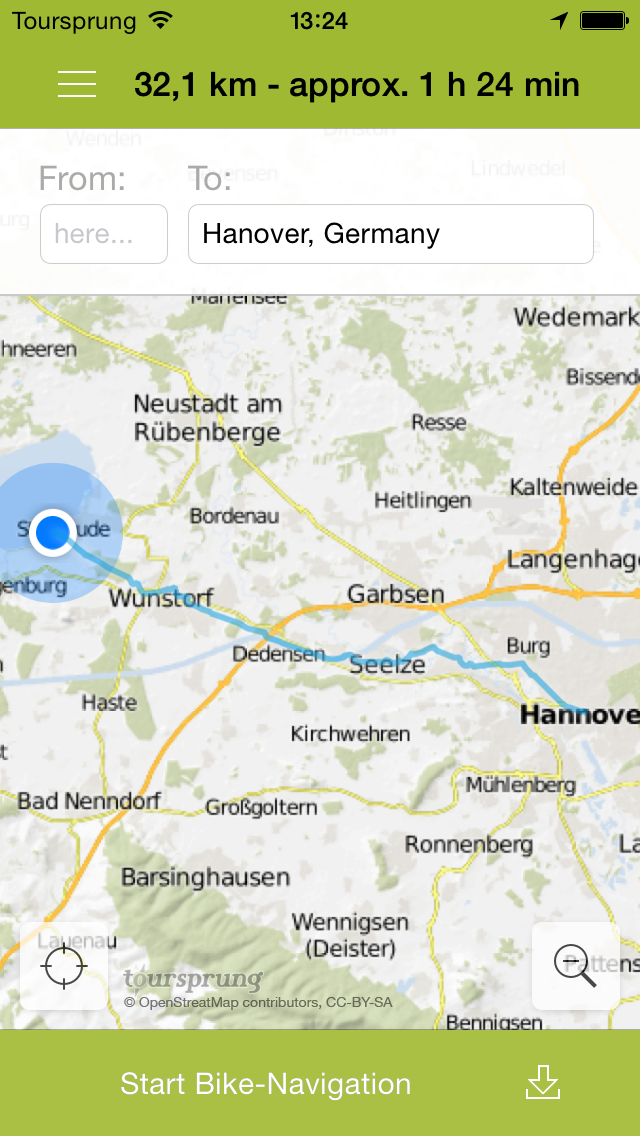 Toursprung 13:24
32,1 km - approx. 1 h 24 min
Wenden
Lindwedel
From: To:
here... Hanover, Germany
Mariensee
Wedemark
hneeren
Bissend
Neustadt am
Rübenberge
Resse
Kaltenweide
Heitlingen
Bordenau
S ude
Langenhag
enburg
Wunstorf
Garbsen
Burg
Dedensen
Seelze
Haste
Hannove
Kirchwehren
Bad Nenndorf
Großgoltern
Mühlenberg
Ronnenberg
La
Barsinghausen
Wennigsen
(Deister)
Lauenau
Pattens
toursprung
© OpenStreetMap contributors, CC-BY-SA
Bennigsen
Start Bike-Navigation